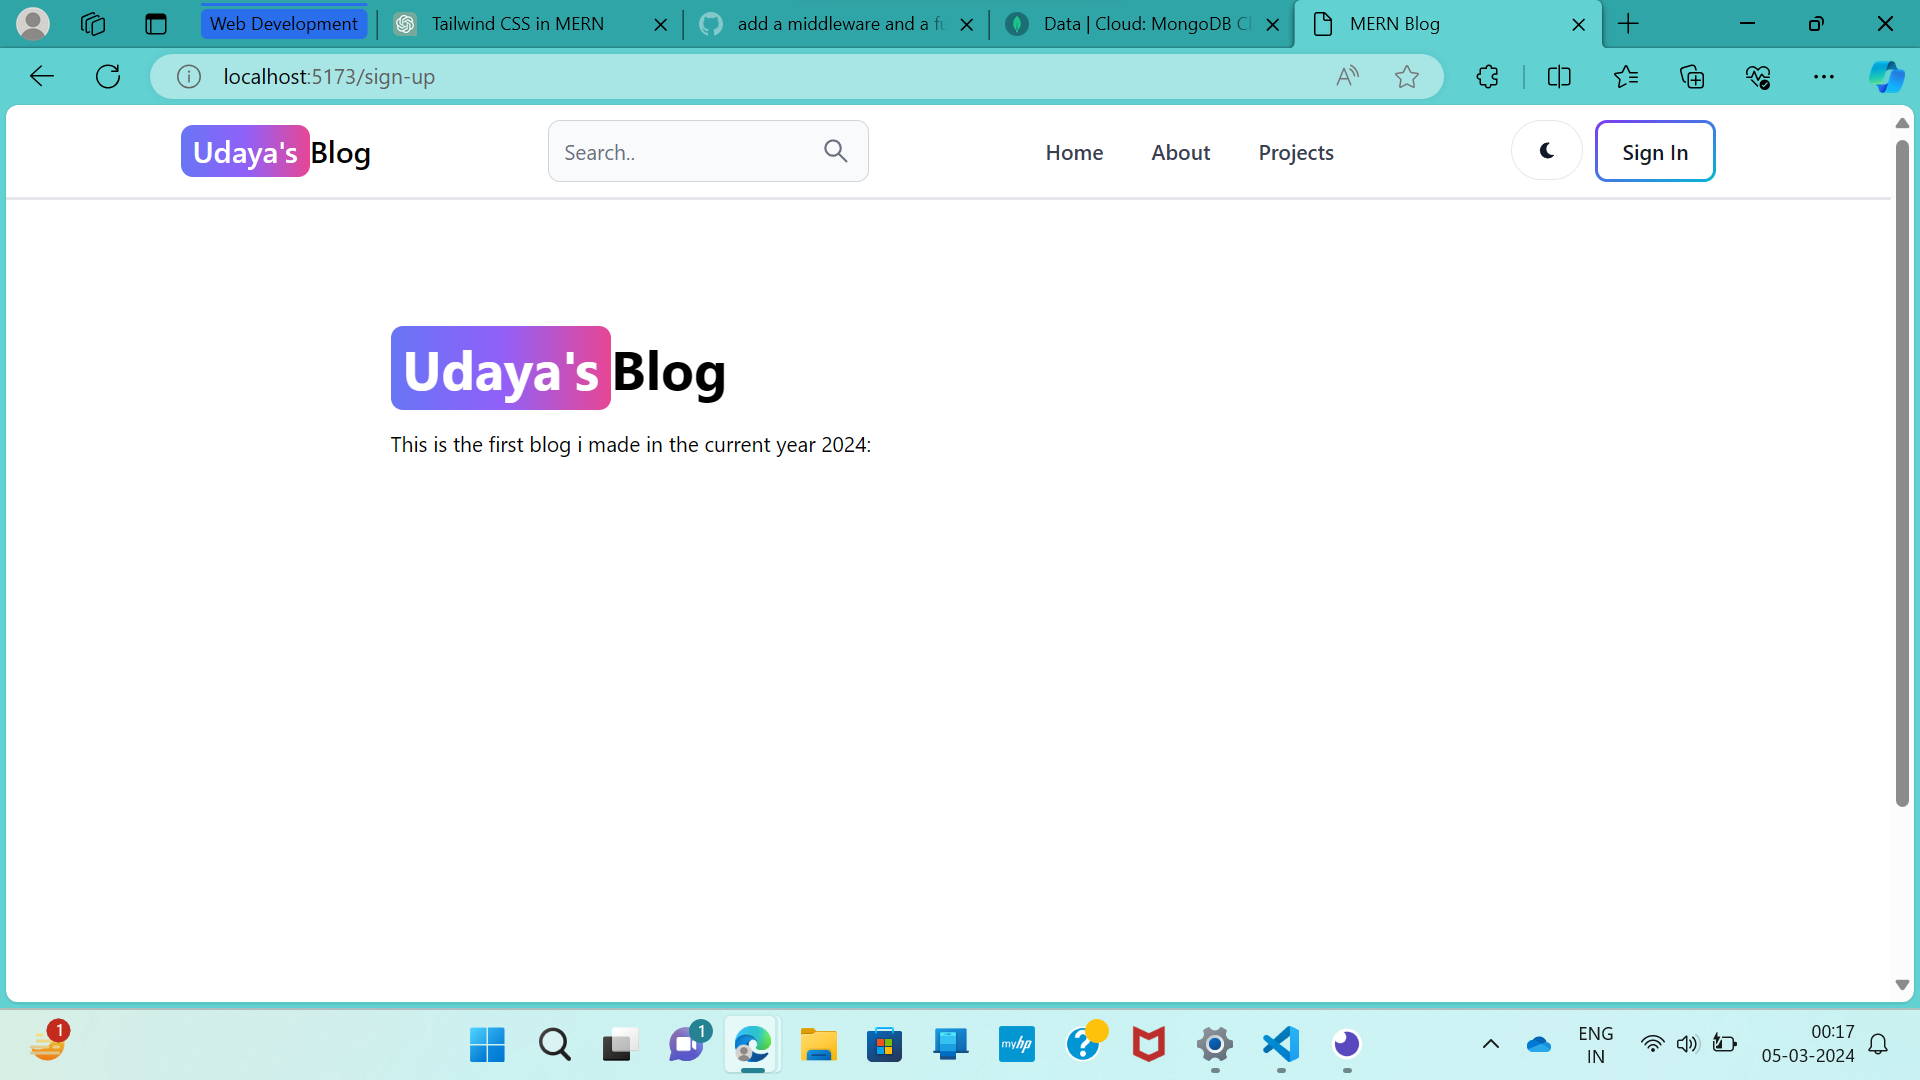 Web Development
Tailwind CSS in MERN
add a middleware and a fu
Data | Cloud: MongoDB Cl
MERN Blog
localhost:5173/sign-up
Udaya's Blog
Search..
Home
About
Projects
Sign In
Udaya's Blog
This is the first blog i made in the current year 2024:
1
1
myhp
ENG
IN
00:17
05-03-2024